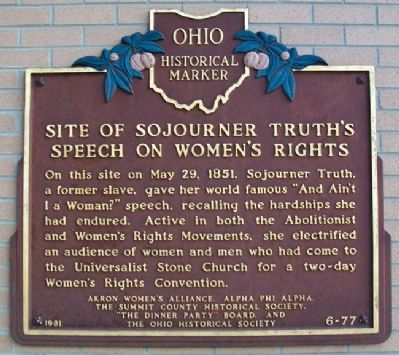 OHIO
HISTORICAL
MARKER
SITE OF SOJOURNER TRUTH'S
SPEECH ON WOMEN'S RIGHTS
On this site on May 29, 1851, Sojourner Truth,
a former slave, gave her world famous "And Ain't
I a Woman?" speech, recalling the hardships she
had endured. Active in both the Abolitionist
and Women's Rights Movements, she electrified
an audience of women and men who had come to
the Universalist Stone Church for a two-day
Women's Rights Convention.
AKRON WOMEN'S ALLIANCE, ALPHA PHI ALPHA,
THE SUMMIT COUNTY HISTORICAL SOCIETY,
"THE DINNER PARTY" BOARD, AND
THE OHIO HISTORICAL SOCIETY
1981
6-77